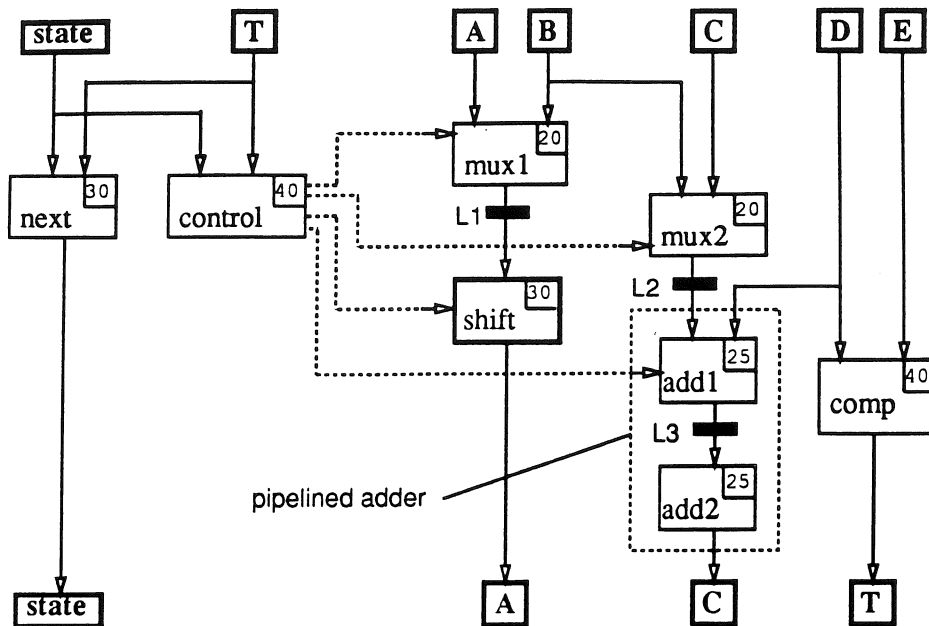 state T A B C D E
20
mux1
30
next
40
control
20
mux2
L1
L2
30
shift
25
add1
40
comp
L3
25
add2
pipelined adder
state A C T